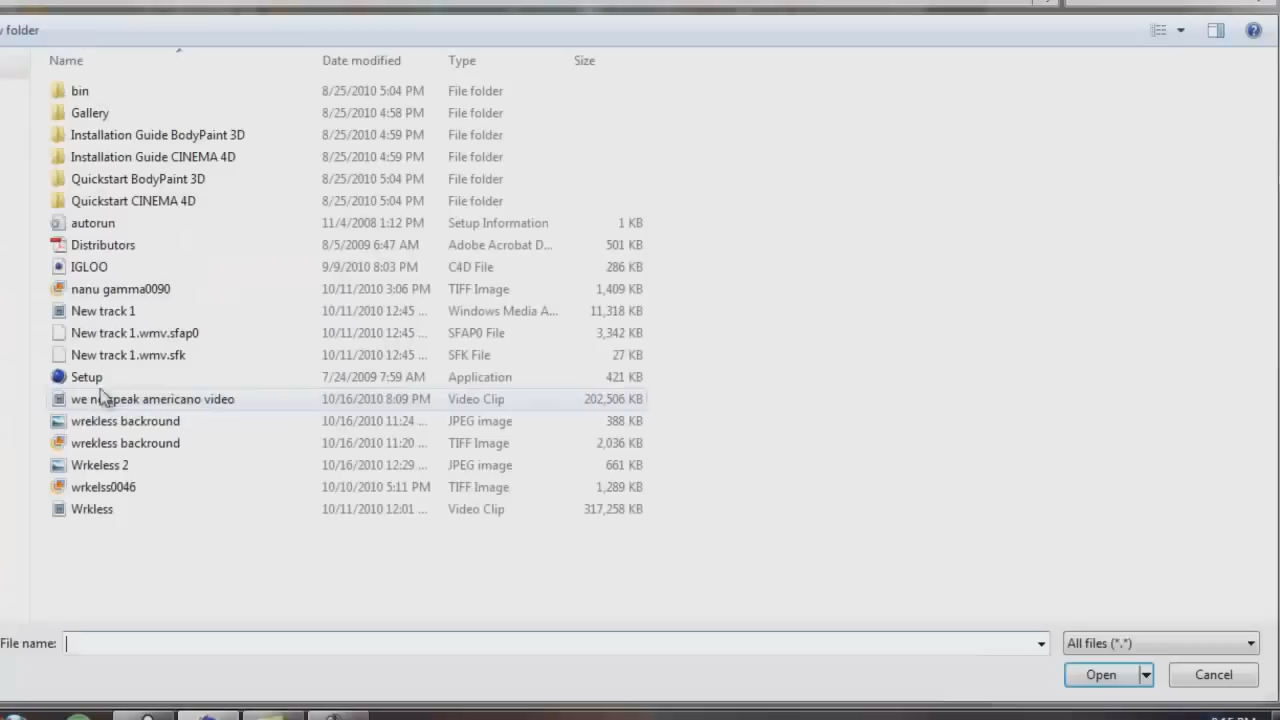 folder
Name Date modified Type Size
bin 8/25/2010 5:04 PM File folder
Gallery 8/25/2010 4:58 PM File folder
Installation Guide BodyPaint 3D 8/25/2010 4:59 PM File folder
Installation Guide CINEMA 4D 8/25/2010 4:59 PM File folder
Quickstart BodyPaint 3D 8/25/2010 5:04 PM File folder
Quickstart CINEMA 4D 8/25/2010 5:04 PM File folder
autorun 11/4/2008 1:12 PM Setup Information 1 KB
Distributors 8/5/2009 6:47 AM Adobe Acrobat D... 501 KB
IGLOO 9/9/2010 8:03 PM C4D File 286 KB
nanu gamma0090 10/11/2010 3:06 PM TIFF Image 1,409 KB
New track 1 10/11/2010 12:45 ... Windows Media A... 11,318 KB
New track 1.wmv.sfap0 10/11/2010 12:45 ... SFAP0 File 3,342 KB
New track 1.wmv.sfk 10/11/2010 12:45 ... SFK File 27 KB
Setup 7/24/2009 7:59 AM Application 421 KB
we no speak americano video 10/16/2010 8:09 PM Video Clip 202,506 KB
wrekless backround 10/16/2010 11:24 ... JPEG image 388 KB
wrekless backround 10/16/2010 11:20 ... TIFF Image 2,036 KB
Wrkeless 2 10/16/2010 12:29 ... JPEG image 661 KB
wrkelss0046 10/10/2010 5:11 PM TIFF Image 1,289 KB
Wrkless 10/11/2010 12:01 ... Video Clip 317,258 KB
File name: All files (*.*)
Open Cancel